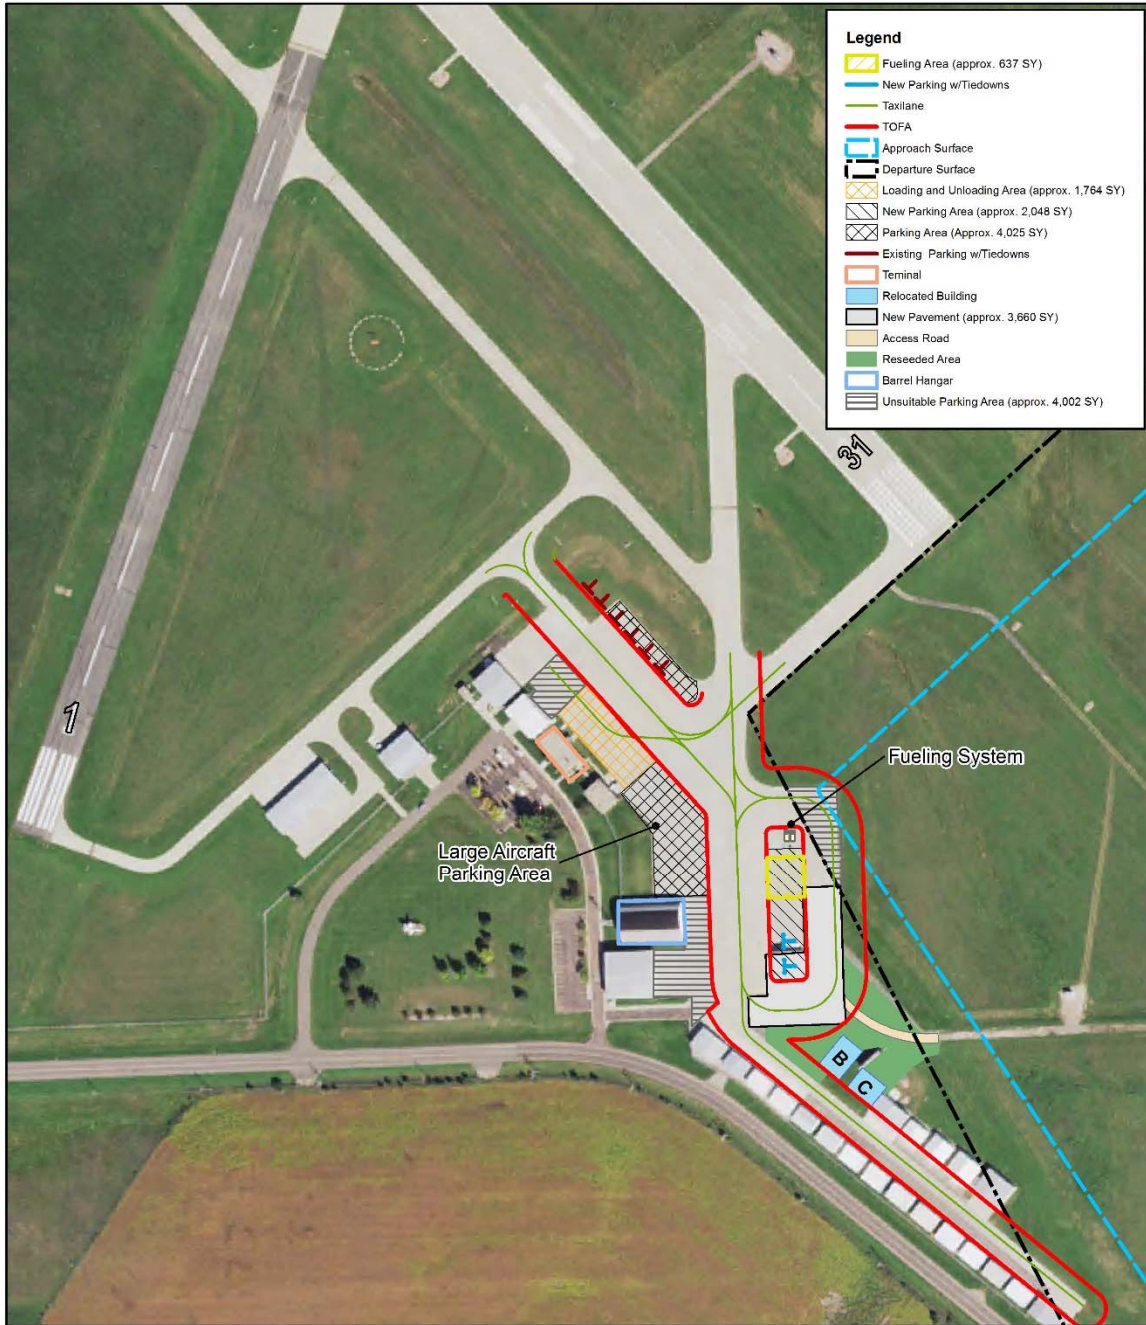 Legend
Fueling Area (approx. 637 SY)
New Parking w/Tiedowns
Taxilane
TOFA
Approach Surface
Departure Surface
Loading and Unloading Area (approx. 1,764 SY)
New Parking Area (approx. 2,048 SY)
Parking Area (Approx. 4,025 SY)
Existing Parking w/Tiedowns
Teminal
Relocated Building
New Pavement (approx. 3,660 SY)
Access Road
Reseeded Area
Barrel Hangar
Unsuitable Parking Area (approx. 4,002 SY)
31
1
Fueling System
Large Aircraft
Parking Area
B
C